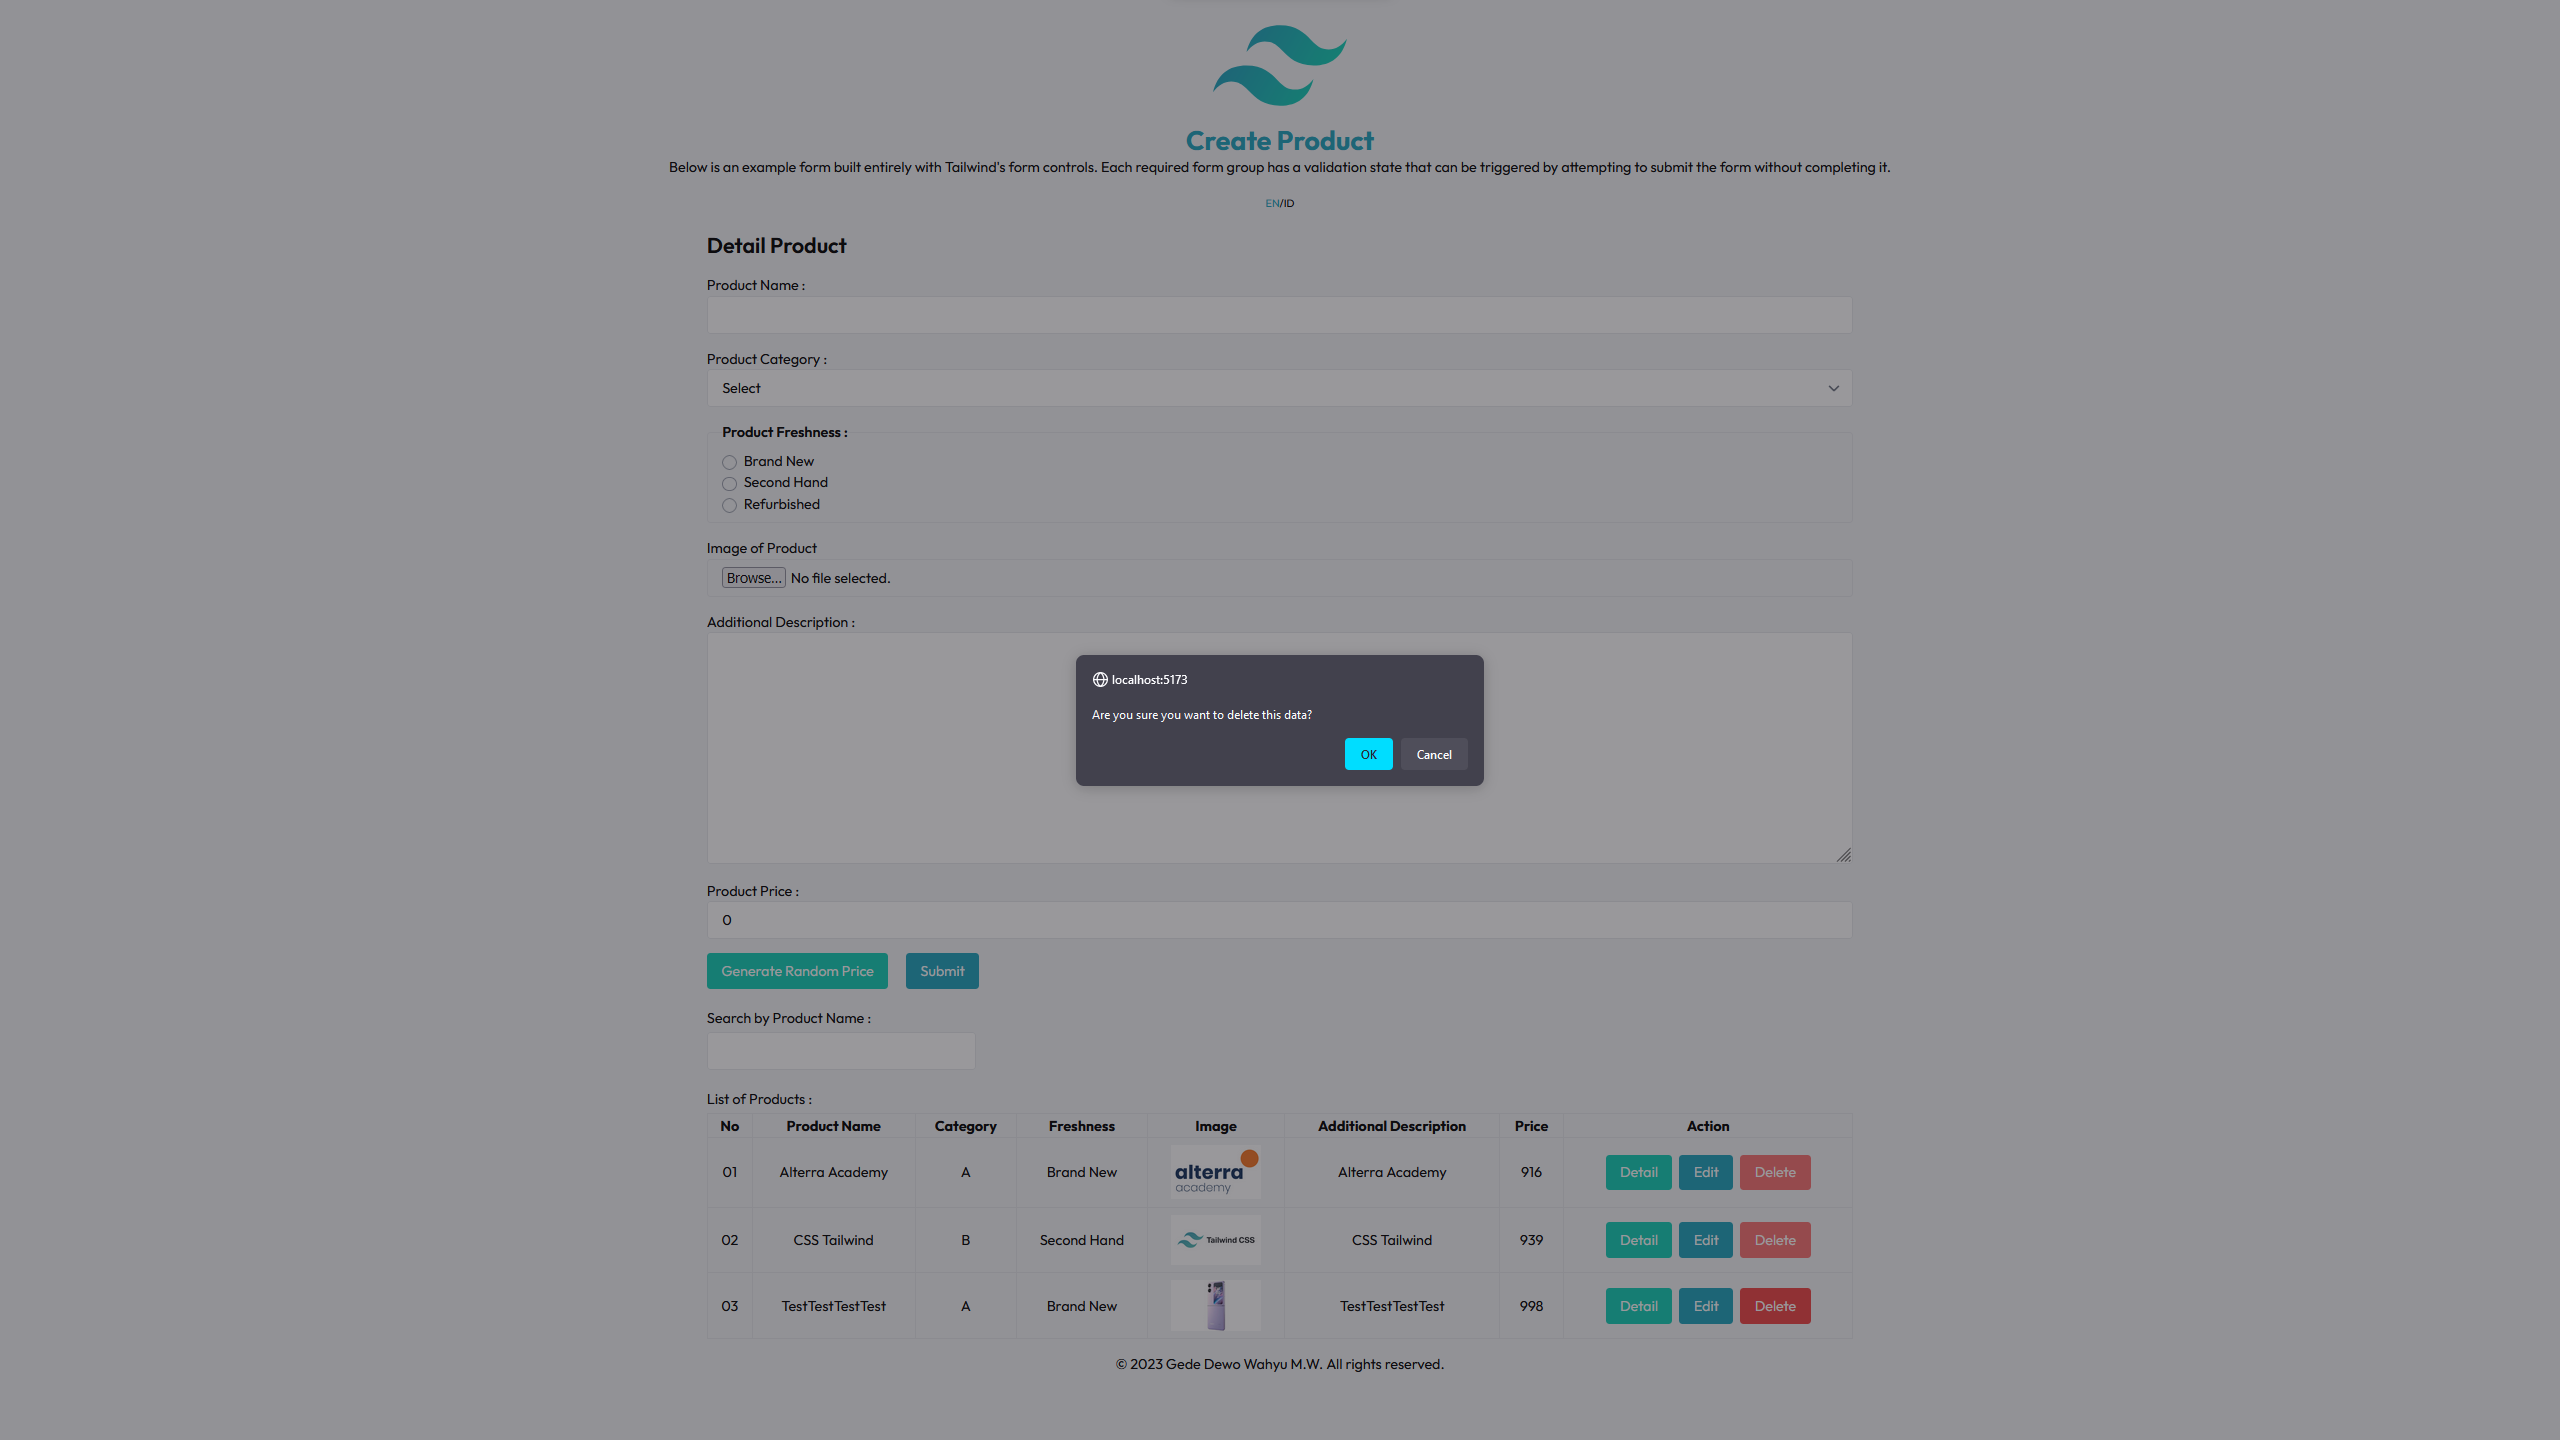 Create Product
Below is an example form built entirely with Tailwind's form controls. Each required form group has a validation state that can be triggered by attempting to submit the form without completing it.
EN/ID
Detail Product
Product Name :
Product Category :
Select
Product Freshness :
Brand New
Second Hand
Refurbished
Image of Product
Browse... No file selected.
Additional Description :
localhost:5173
Are you sure you want to delete this data?
OK Cancel
Product Price :
0
Generate Random Price Submit
Search by Product Name :
List of Products :
No Product Name Category Freshness Image Additional Description Price Action
01 Alterra Academy A Brand New alterra academy Alterra Academy 916 Detail Edit Delete
02 CSS Tailwind B Second Hand Tailwind CSS CSS Tailwind 939 Detail Edit Delete
03 TestTestTestTest A Brand New TestTestTestTest 998 Detail Edit Delete
© 2023 Gede Dewo Wahyu M.W. All rights reserved.